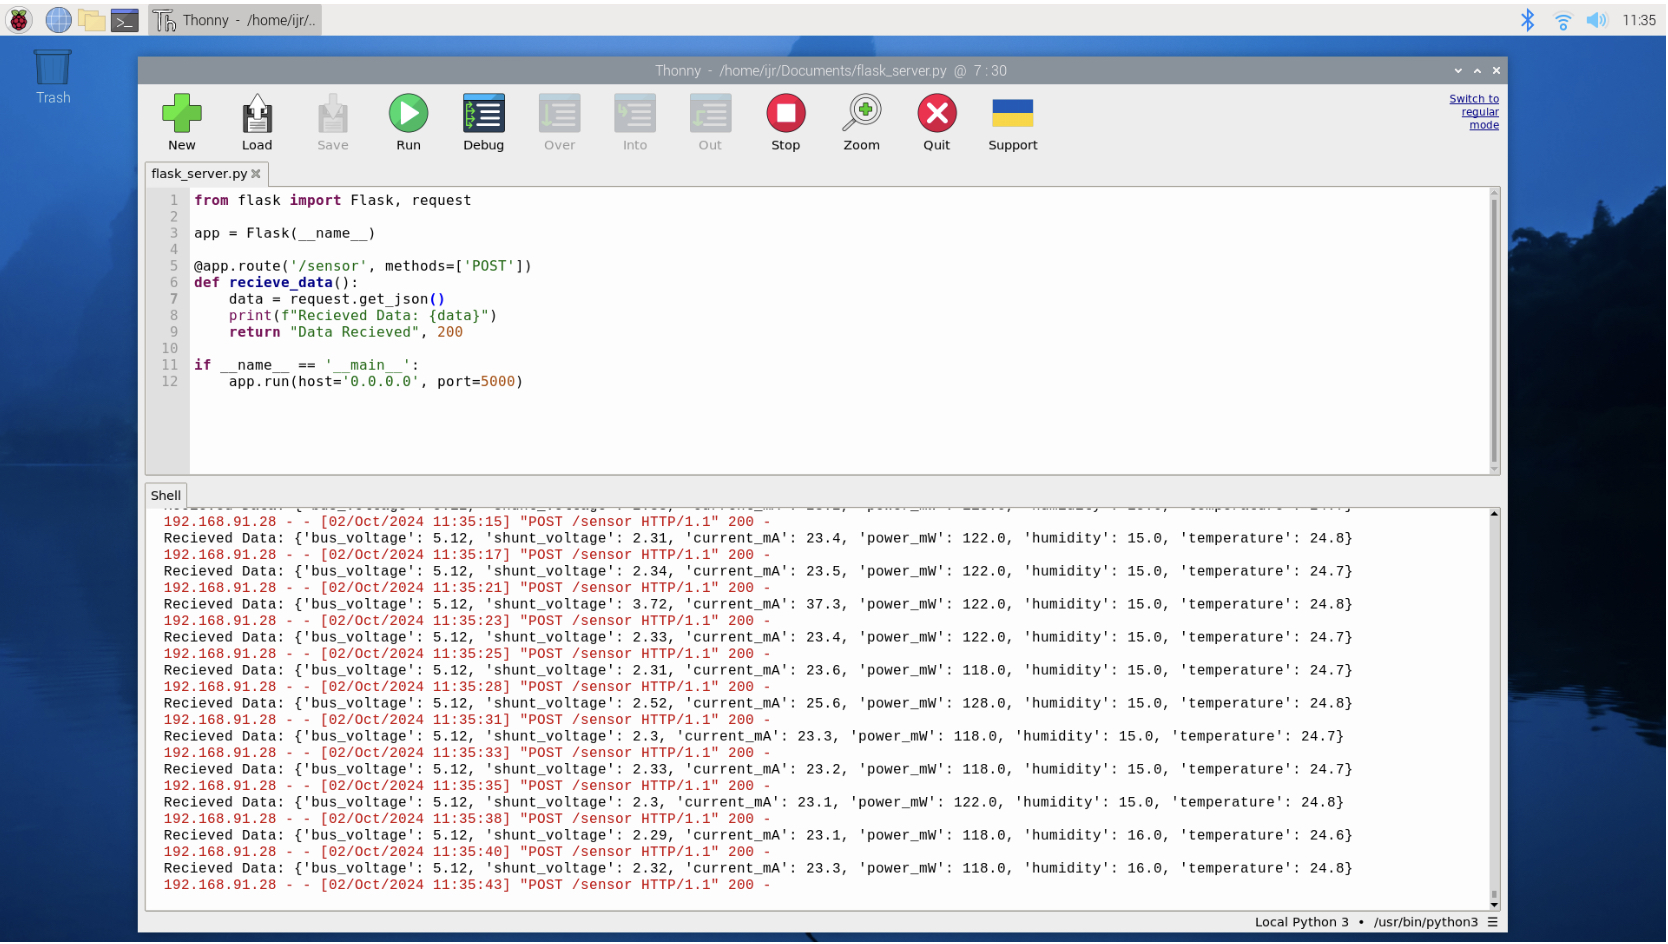 Thonny - /home/ijr/..
11:35
Trash
Thonny - /home/ijr/Documents/flask_server.py @ 7 : 30
New Load Save Run Debug Over Into Out Stop Zoom Quit Support
Switch to
regular
mode
flask_server.py
1 from flask import Flask, request
2
3 app = Flask(__name__)
4
5 @app.route('/sensor', methods=['POST'])
6 def recieve_data():
7 data = request.get_json()
8 print(f"Recieved Data: {data}")
9 return "Data Recieved", 200
10
11 if __name__ == '__main__':
12 app.run(host='0.0.0.0', port=5000)
Shell
192.168.91.28 - - [02/Oct/2024 11:35:15] "POST /sensor HTTP/1.1" 200 -
Recieved Data: {'bus_voltage': 5.12, 'shunt_voltage': 2.31, 'current_mA': 23.4, 'power_mW': 122.0, 'humidity': 15.0, 'temperature': 24.8}
192.168.91.28 - - [02/Oct/2024 11:35:17] "POST /sensor HTTP/1.1" 200 -
Recieved Data: {'bus_voltage': 5.12, 'shunt_voltage': 2.34, 'current_mA': 23.5, 'power_mW': 122.0, 'humidity': 15.0, 'temperature': 24.7}
192.168.91.28 - - [02/Oct/2024 11:35:21] "POST /sensor HTTP/1.1" 200 -
Recieved Data: {'bus_voltage': 5.12, 'shunt_voltage': 3.72, 'current_mA': 37.3, 'power_mW': 122.0, 'humidity': 15.0, 'temperature': 24.8}
192.168.91.28 - - [02/Oct/2024 11:35:23] "POST /sensor HTTP/1.1" 200 -
Recieved Data: {'bus_voltage': 5.12, 'shunt_voltage': 2.33, 'current_mA': 23.4, 'power_mW': 122.0, 'humidity': 15.0, 'temperature': 24.7}
192.168.91.28 - - [02/Oct/2024 11:35:25] "POST /sensor HTTP/1.1" 200 -
Recieved Data: {'bus_voltage': 5.12, 'shunt_voltage': 2.31, 'current_mA': 23.6, 'power_mW': 118.0, 'humidity': 15.0, 'temperature': 24.7}
192.168.91.28 - - [02/Oct/2024 11:35:28] "POST /sensor HTTP/1.1" 200 -
Recieved Data: {'bus_voltage': 5.12, 'shunt_voltage': 2.52, 'current_mA': 25.6, 'power_mW': 128.0, 'humidity': 15.0, 'temperature': 24.8}
192.168.91.28 - - [02/Oct/2024 11:35:31] "POST /sensor HTTP/1.1" 200 -
Recieved Data: {'bus_voltage': 5.12, 'shunt_voltage': 2.3, 'current_mA': 23.3, 'power_mW': 118.0, 'humidity': 15.0, 'temperature': 24.7}
192.168.91.28 - - [02/Oct/2024 11:35:33] "POST /sensor HTTP/1.1" 200 -
Recieved Data: {'bus_voltage': 5.12, 'shunt_voltage': 2.33, 'current_mA': 23.2, 'power_mW': 118.0, 'humidity': 15.0, 'temperature': 24.7}
192.168.91.28 - - [02/Oct/2024 11:35:35] "POST /sensor HTTP/1.1" 200 -
Recieved Data: {'bus_voltage': 5.12, 'shunt_voltage': 2.3, 'current_mA': 23.1, 'power_mW': 122.0, 'humidity': 15.0, 'temperature': 24.8}
192.168.91.28 - - [02/Oct/2024 11:35:38] "POST /sensor HTTP/1.1" 200 -
Recieved Data: {'bus_voltage': 5.12, 'shunt_voltage': 2.29, 'current_mA': 23.1, 'power_mW': 118.0, 'humidity': 16.0, 'temperature': 24.6}
192.168.91.28 - - [02/Oct/2024 11:35:40] "POST /sensor HTTP/1.1" 200 -
Recieved Data: {'bus_voltage': 5.12, 'shunt_voltage': 2.32, 'current_mA': 23.3, 'power_mW': 118.0, 'humidity': 16.0, 'temperature': 24.8}
192.168.91.28 - - [02/Oct/2024 11:35:43] "POST /sensor HTTP/1.1" 200 -
Local Python 3 • /usr/bin/python3 ☰